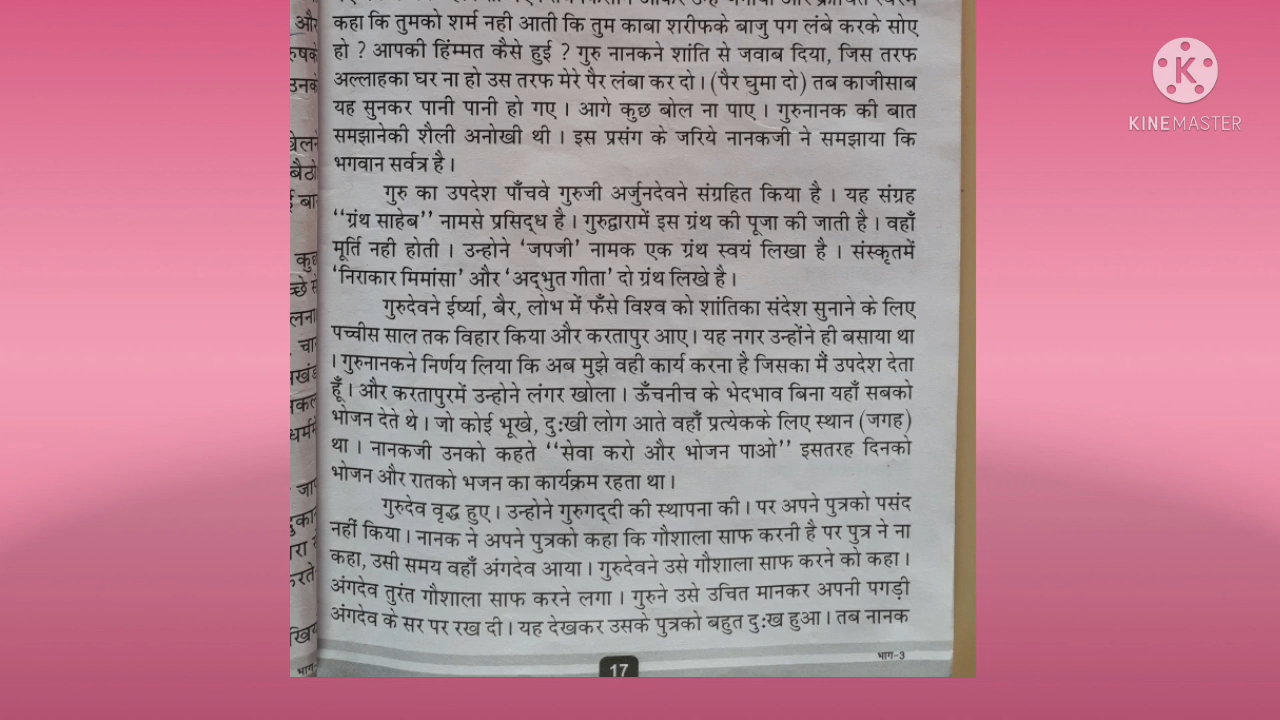 कहा कि तुमको शर्म नही आती कि तुम काबा शरीफके बाजु पग लंबे करके सोए
हो ? आपकी हिंम्मत कैसे हुई ? गुरु नानकने शांति से जवाब दिया, जिस तरफ
अल्लाहका घर ना हो उस तरफ मेरे पैर लंबा कर दो। (पैर घुमा दो) तब काजीसाब
यह सुनकर पानी पानी हो गए । आगे कुछ बोल ना पाए । गुरुनानक की बात
समझानेकी शैली अनोखी थी । इस प्रसंग के जरिये नानकजी ने समझाया कि
भगवान सर्वत्र है ।
गुरु का उपदेश पाँचवे गुरुजी अर्जुनदेवने संग्रहित किया है । यह संग्रह
‘‘ग्रंथ साहेब’’ नामसे प्रसिद्ध है । गुरुद्वारामें इस ग्रंथ की पूजा की जाती है । वहाँ
मूर्ति नही होती । उन्होने ‘जपजी’ नामक एक ग्रंथ स्वयं लिखा है । संस्कृतमें
‘निराकार मिमांसा’ और ‘अद्भुत गीता’ दो ग्रंथ लिखे है ।
गुरुदेवने ईर्ष्या, बैर, लोभ में फँसे विश्व को शांतिका संदेश सुनाने के लिए
पच्चीस साल तक विहार किया और करतापुर आए । यह नगर उन्होंने ही बसाया था
। गुरुनानकने निर्णय लिया कि अब मुझे वही कार्य करना है जिसका मैं उपदेश देता
हूँ । और करतापुरमें उन्होने लंगर खोला । ऊँचनीच के भेदभाव बिना यहाँ सबको
भोजन देते थे । जो कोई भूखे, दुःखी लोग आते वहाँ प्रत्येकके लिए स्थान (जगह)
था । नानकजी उनको कहते ‘‘सेवा करो और भोजन पाओ’’ इसतरह दिनको
भोजन और रातको भजन का कार्यक्रम रहता था ।
गुरुदेव वृद्ध हुए । उन्होने गुरुगद्दी की स्थापना की । पर अपने पुत्रको पसंद
नहीं किया । नानक ने अपने पुत्रको कहा कि गौशाला साफ करनी है पर पुत्र ने ना
कहा, उसी समय वहाँ अंगदेव आया । गुरुदेवने उसे गौशाला साफ करने को कहा ।
अंगदेव तुरंत गौशाला साफ करने लगा । गुरुने उसे उचित मानकर अपनी पगड़ी
अंगदेव के सर पर रख दी । यह देखकर उसके पुत्रको बहुत दुःख हुआ । तब नानक
भाग-3
17
K
KINEMASTER